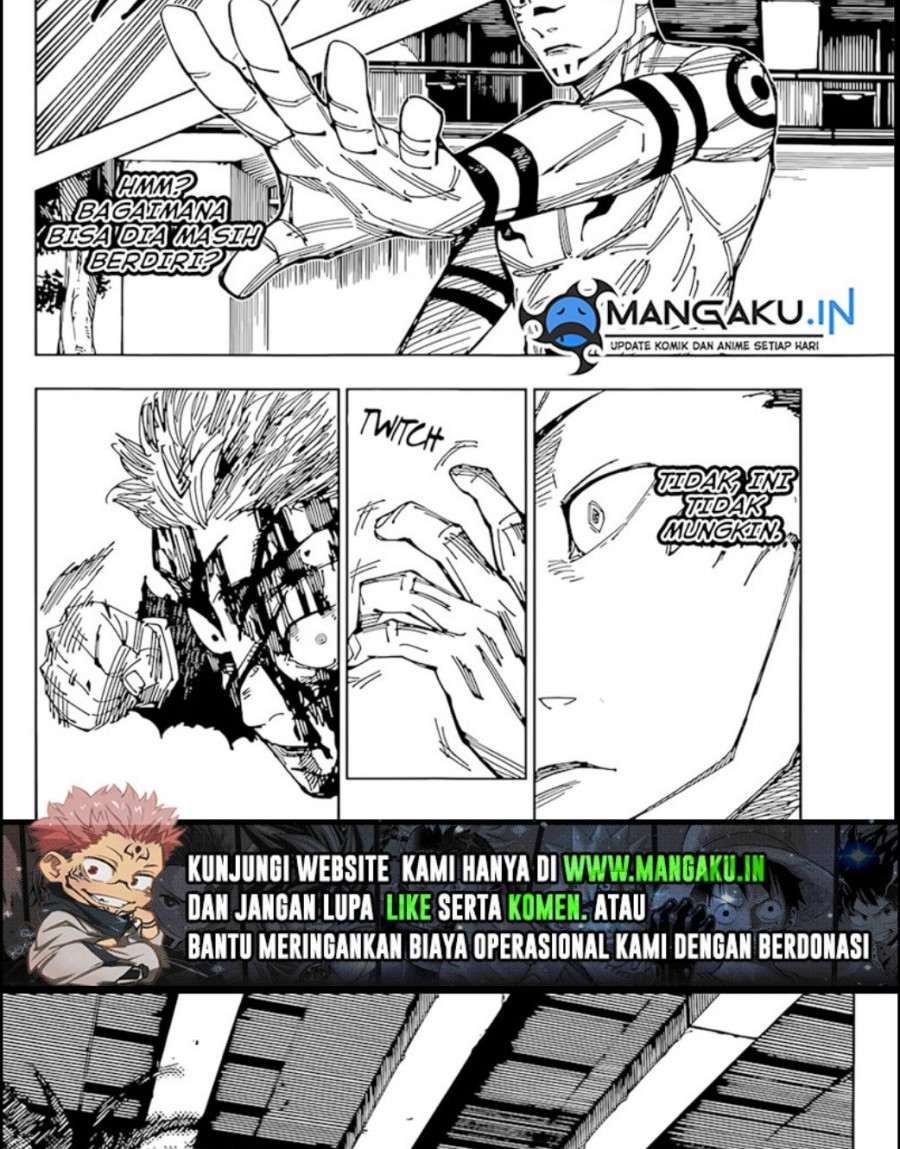 HMM?
BAGAIMANA
BISA DIA MASIH
BERDIRI?
MANGAKU.IN
UPDATE KOMIK DAN ANIME SETIAP HARI
TWITCH
TIDAK, INI
TIDAK
MUNGKIN.
KUNJUNGI WEBSITE KAMI HANYA DI WWW.MANGAKU.IN
DAN JANGAN LUPA LIKE SERTA KOMEN. ATAU
BANTU MERINGANKAN BIAYA OPERASIONAL KAMI DENGAN BERDONASI